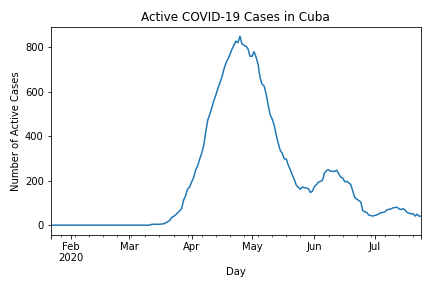 Active COVID-19 Cases in Cuba
Number of Active Cases
800
600
400
200
0
Feb Mar Apr May Jun Jul
2020
Day